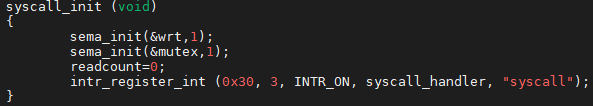 syscall_init (void)
{
sema_init(&wrt,1);
sema_init(&mutex,1);
readcount=0;
intr_register_int (0x30, 3, INTR_ON, syscall_handler, "syscall");
}